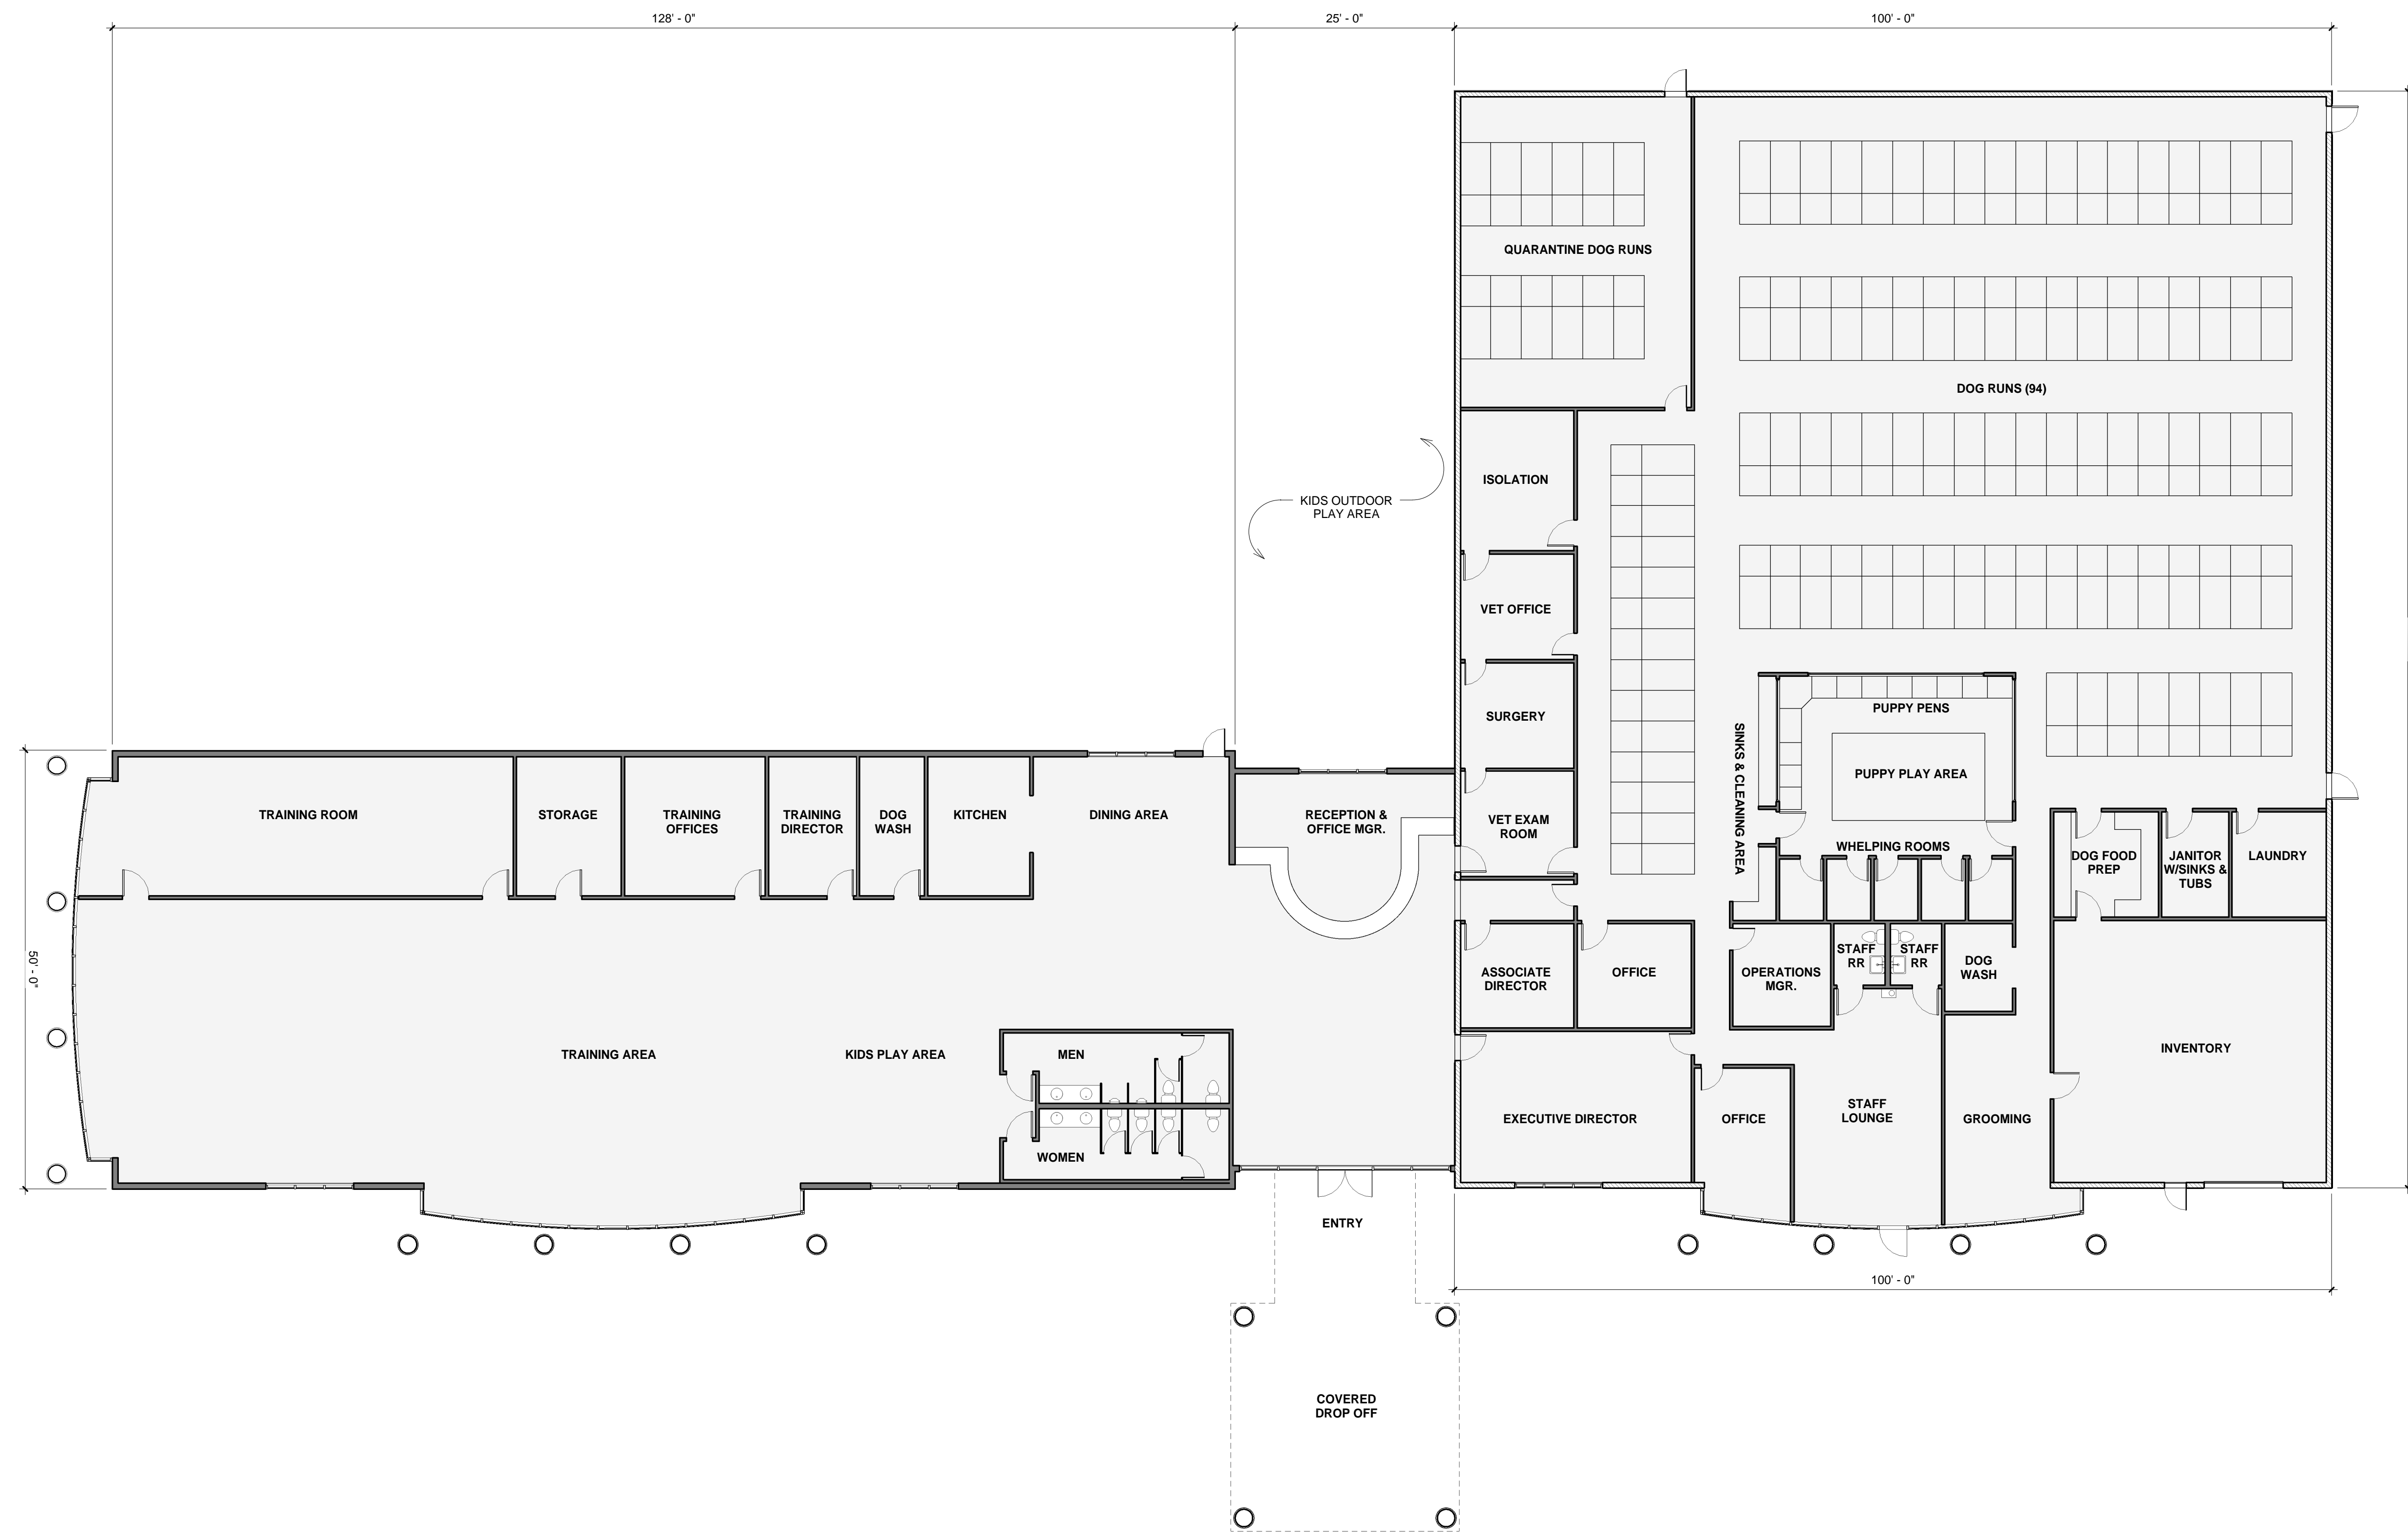 128' - 0"
25' - 0"
100' - 0"
QUARANTINE DOG RUNS
DOG RUNS (94)
ISOLATION
KIDS OUTDOOR
PLAY AREA
VET OFFICE
SURGERY
PUPPY PENS
SINKS & CLEANING AREA
PUPPY PLAY AREA
TRAINING ROOM
STORAGE
TRAINING
OFFICES
TRAINING
DIRECTOR
DOG
WASH
KITCHEN
DINING AREA
RECEPTION &
OFFICE MGR.
VET EXAM
ROOM
WHELPING ROOMS
DOG FOOD
PREP
JANITOR
W/SINKS &
TUBS
LAUNDRY
50' - 0"
ASSOCIATE
DIRECTOR
OFFICE
OPERATIONS
MGR.
STAFF
RR
STAFF
RR
DOG
WASH
TRAINING AREA
KIDS PLAY AREA
MEN
WOMEN
INVENTORY
EXECUTIVE DIRECTOR
OFFICE
STAFF
LOUNGE
GROOMING
ENTRY
100' - 0"
COVERED
DROP OFF